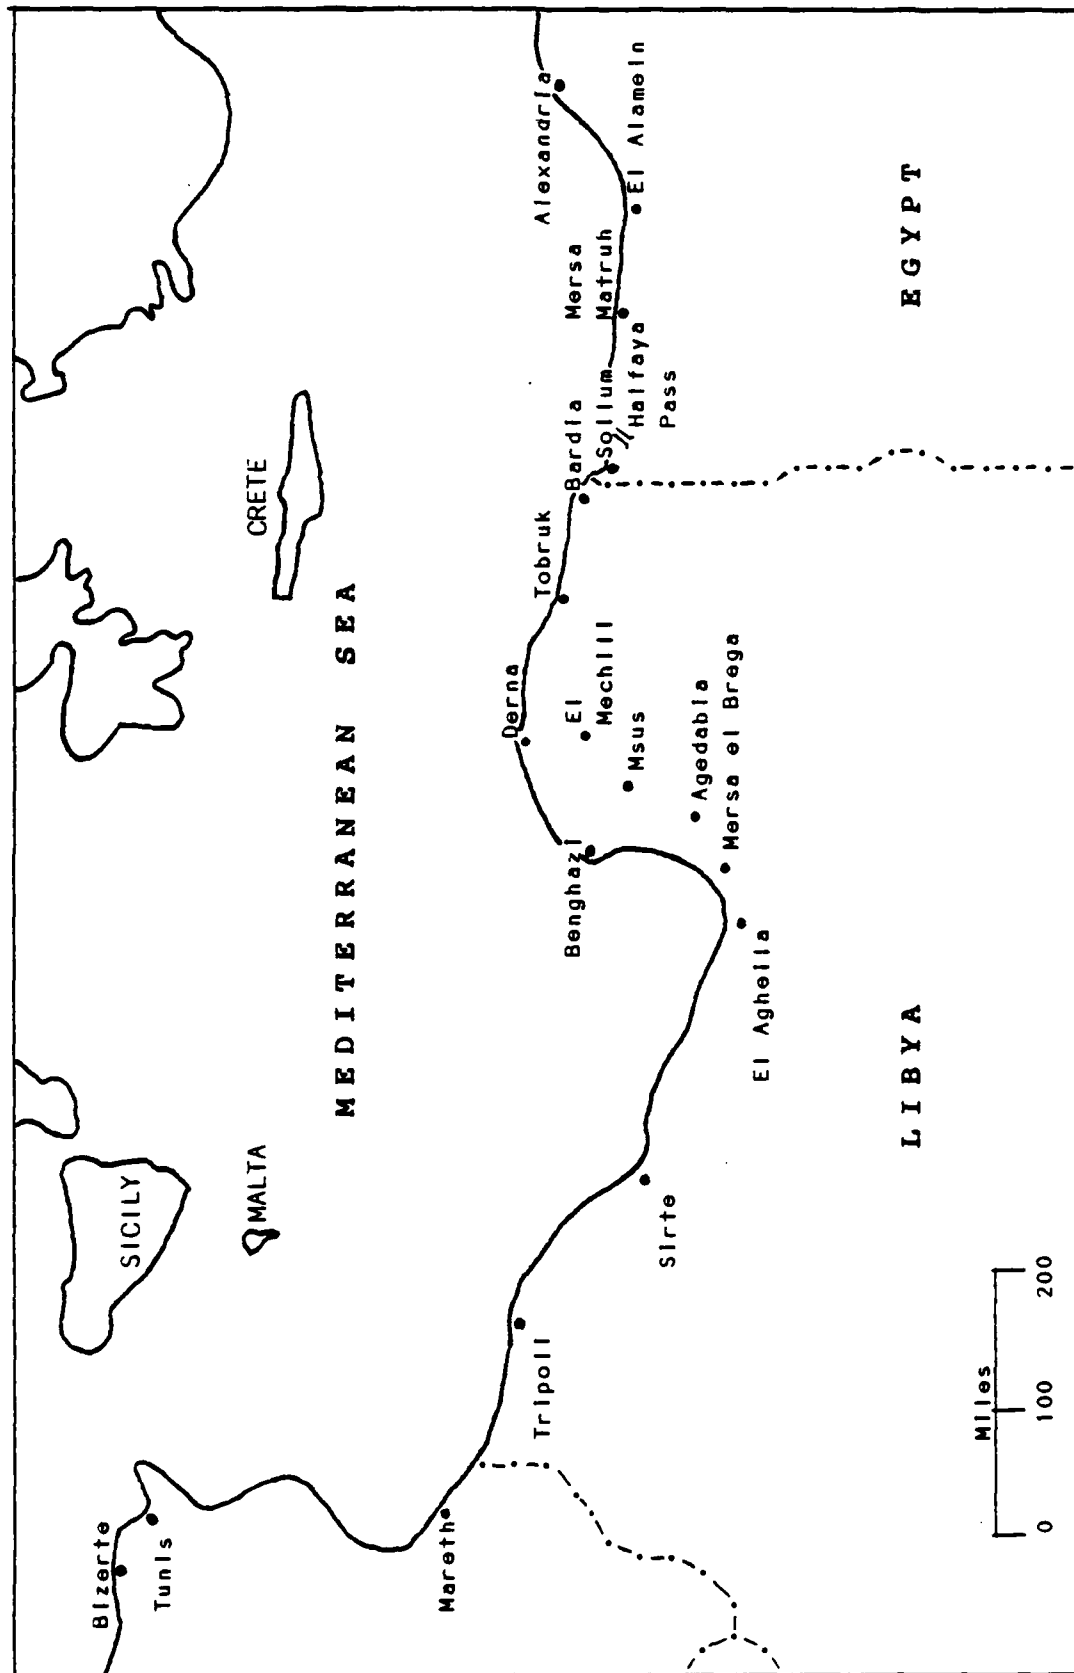 SICILY
MALTA
CRETE
MEDITERRANEAN SEA
Bizerte
Tunis
Mareth
Tripoli
Sirte
El Agheila
Benghazi
Mersa el Brega
Agedabia
Msus
El
Mechili
Derna
Tobruk
Bardia
Sollum
Halfaya
Pass
Mersa
Matruh
El Alamein
Alexandria
LIBYA
EGYPT
Miles
0 100 200